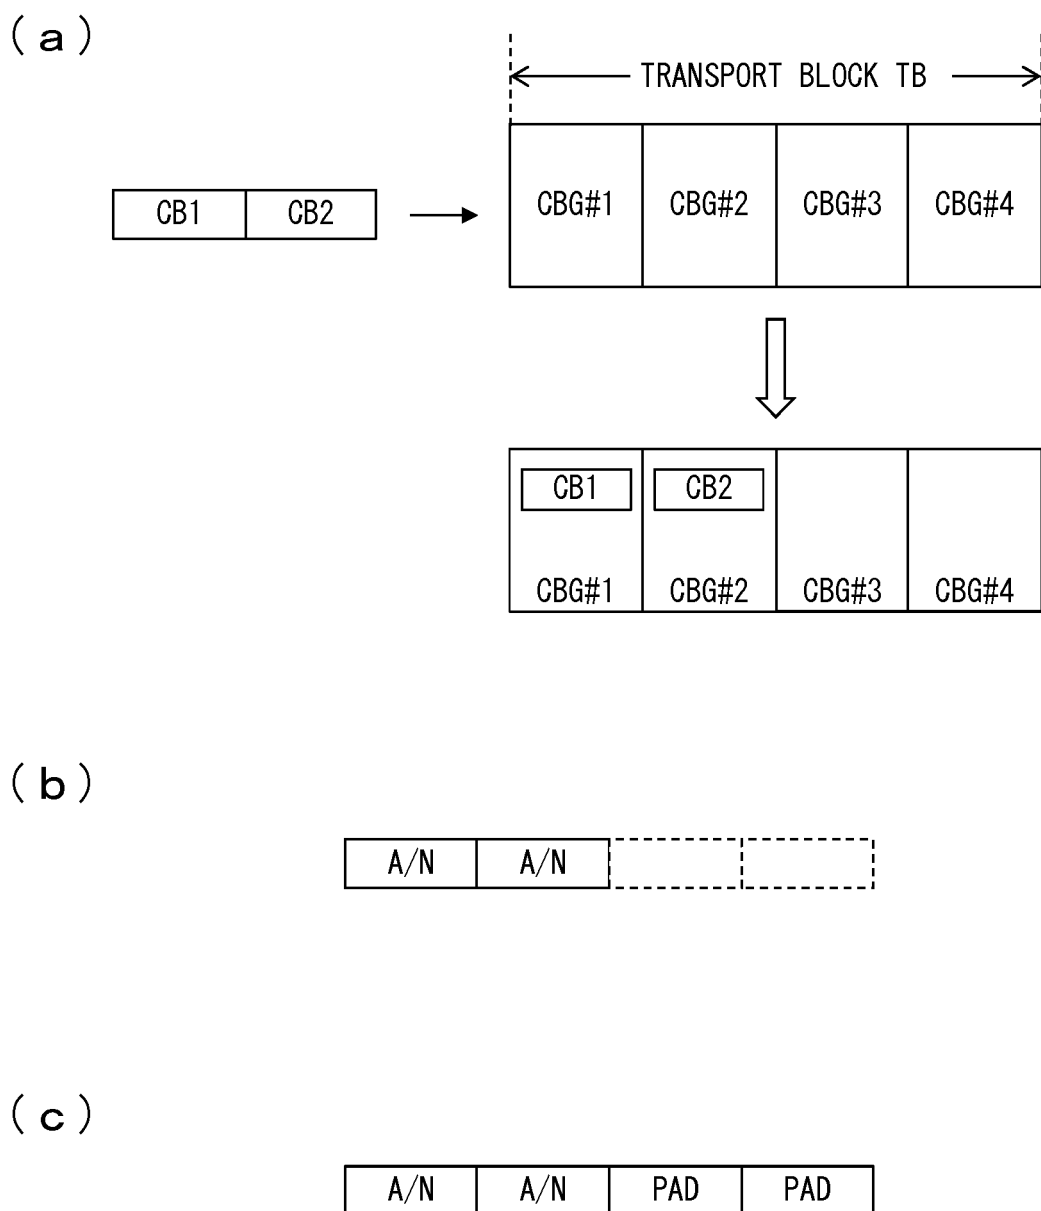 (a)
TRANSPORT BLOCK TB
CB1 CB2
CBG#1 CBG#2 CBG#3 CBG#4
CB1 CB2
CBG#1 CBG#2 CBG#3 CBG#4
(b)
A/N A/N
(c)
A/N A/N PAD PAD